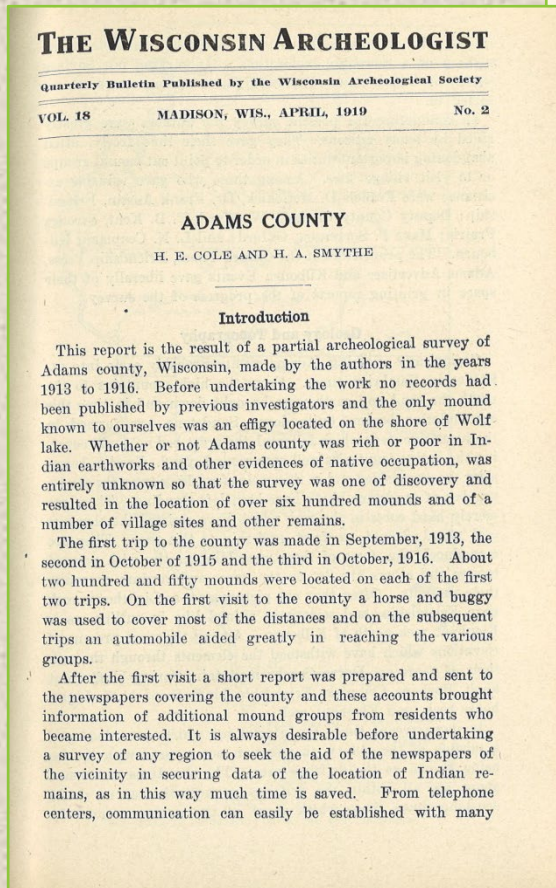 THE WISCONSIN ARCHEOLOGIST
Quarterly Bulletin Published by the Wisconsin Archeological Society
VOL. 18 MADISON, WIS., APRIL, 1919 No. 2
ADAMS COUNTY
H. E. COLE AND H. A. SMYTHE
Introduction
This report is the result of a partial archeological survey of
Adams county, Wisconsin, made by the authors in the years
1913 to 1916. Before undertaking the work no records had
been published by previous investigators and the only mound
known to ourselves was an effigy located on the shore of Wolf
lake. Whether or not Adams county was rich or poor in In-
dian earthworks and other evidences of native occupation, was
entirely unknown so that the survey was one of discovery and
resulted in the location of over six hundred mounds and of a
number of village sites and other remains.
The first trip to the county was made in September, 1913, the
second in October of 1915 and the third in October, 1916. About
two hundred and fifty mounds were located on each of the first
two trips. On the first visit to the county a horse and buggy
was used to cover most of the distances and on the subsequent
trips an automobile aided greatly in reaching the various
groups.
After the first visit a short report was prepared and sent to
the newspapers covering the county and these accounts brought
information of additional mound groups from residents who
became interested. It is always desirable before undertaking
a survey of any region to seek the aid of the newspapers of
the vicinity in securing data of the location of Indian re-
mains, as in this way much time is saved. From telephone
centers, communication can easily be established with many